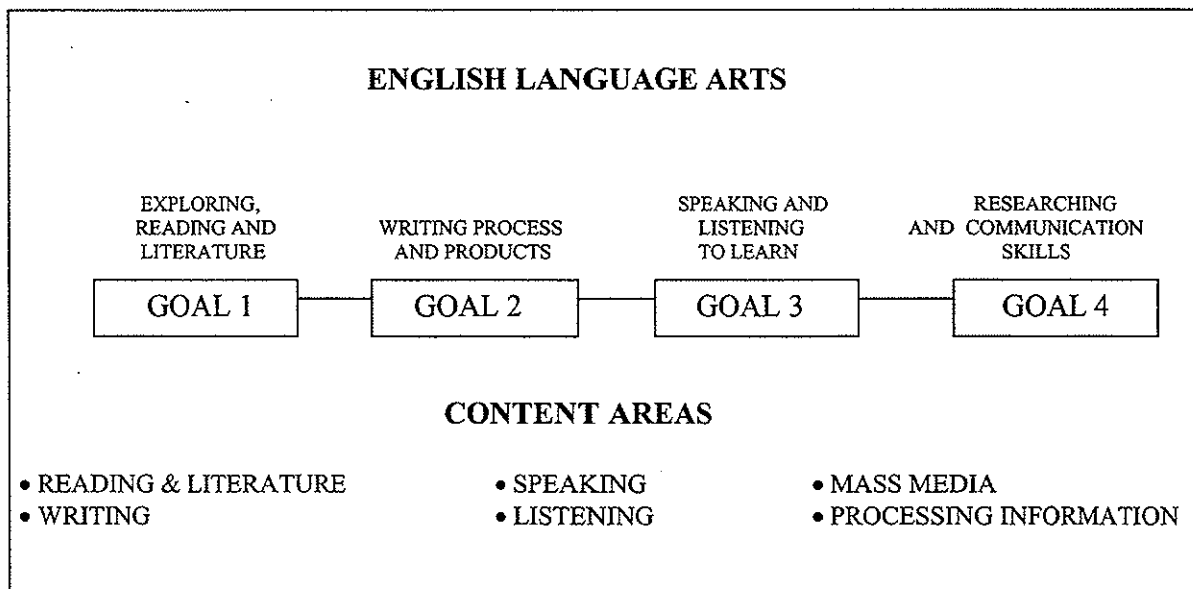 ENGLISH LANGUAGE ARTS
EXPLORING,
READING AND
LITERATURE
WRITING PROCESS
AND PRODUCTS
SPEAKING AND
LISTENING
TO LEARN
RESEARCHING
AND COMMUNICATION
SKILLS
GOAL 1
GOAL 2
GOAL 3
GOAL 4
CONTENT AREAS
• READING & LITERATURE
• WRITING
• SPEAKING
• LISTENING
• MASS MEDIA
• PROCESSING INFORMATION